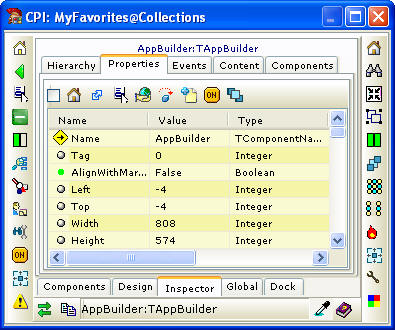 CPI: MyFavorites@Collections
AppBuilder:TAppBuilder
Hierarchy Properties Events Content Components
ON
Name Value Type
Name AppBuilder TComponentNa...
Tag 0 Integer
AlignWithMar... False Boolean
Left -4 Integer
Top -4 Integer
Width 808 Integer
Height 574 Integer
ON
Components Design Inspector Global Dock
AppBuilder:TAppBuilder